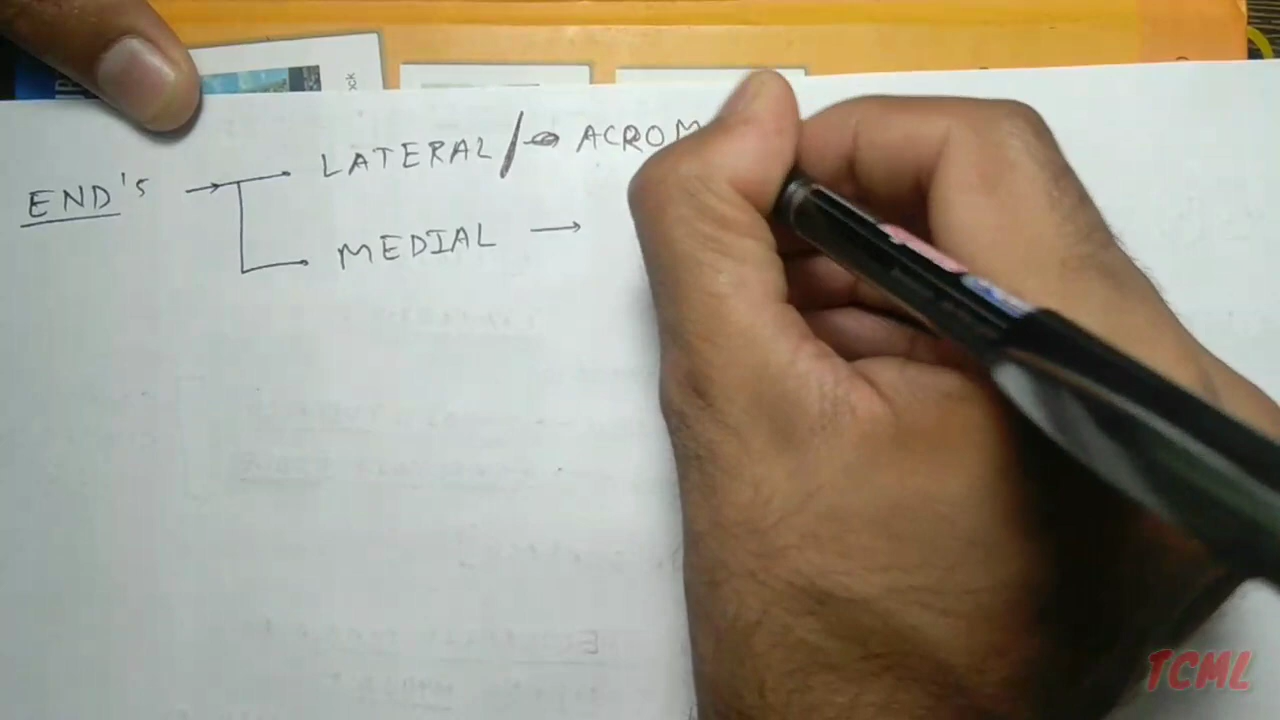 END's → LATERAL / ACROM
MEDIAL →
TCML